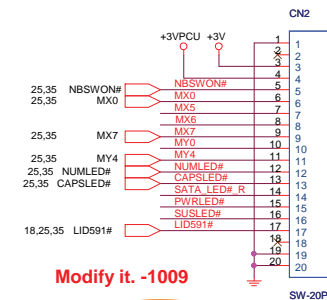 CN2
+3VPCU +3V
1 1
2 2
3 3
4 4
25,35 NBSWON# NBSWON# 5 5
25,35 MX0 MX0 6 6
MX5 7 7
MX6 8 8
25,35 MX7 MX7 9 9
MY0 10 10
25,35 MY4 MY4 11 11
25,35 NUMLED# NUMLED# 12 12
25,35 CAPSLED# CAPSLED# 13 13
SATA_LED#_R 14 14
PWRLED# 15 15
SUSLED# 16 16
18,25,35 LID591# LID591# 17 17
18 18
19 19
20 20
Modify it. -1009
SW-20P